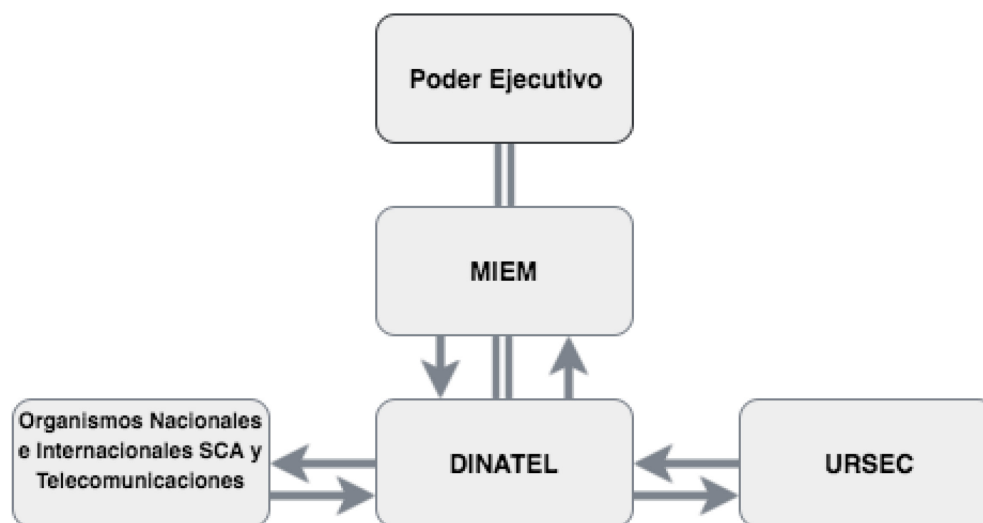 Poder Ejecutivo
MIEM
Organismos Nacionales
e Internacionales SCA y
Telecomunicaciones
DINATEL
URSEC